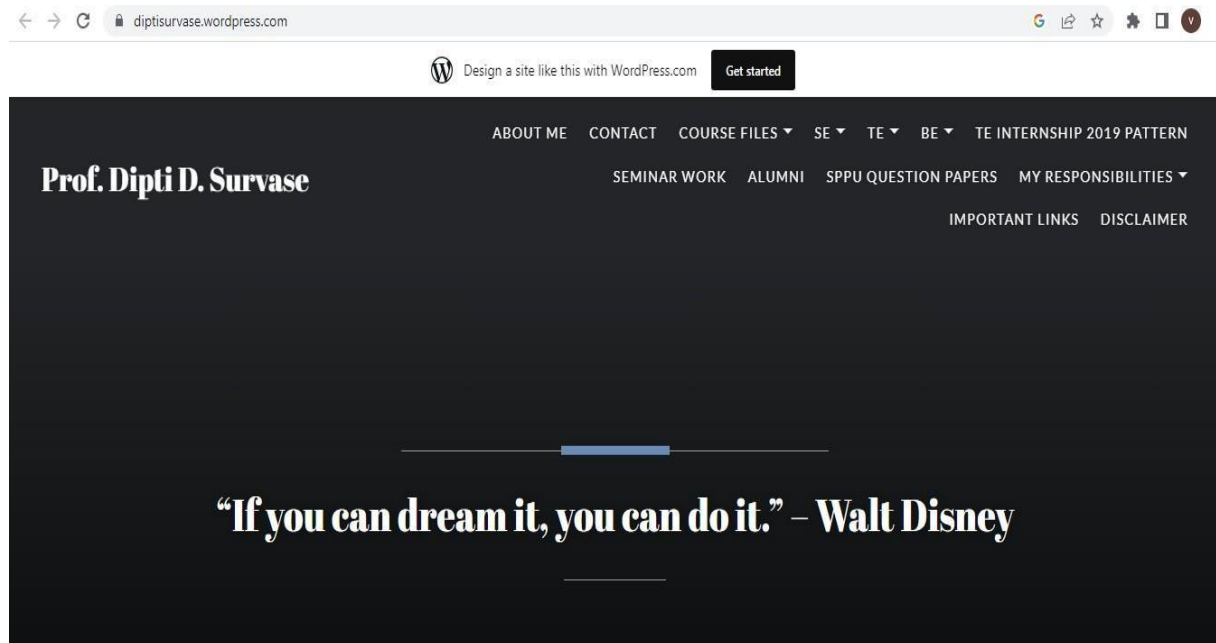 diptisurvase.wordpress.com
Design a site like this with WordPress.com Get started
ABOUT ME CONTACT COURSE FILES SE TE BE TE INTERNSHIP 2019 PATTERN
Prof. Dipti D. Survase
SEMINAR WORK ALUMNI SPPU QUESTION PAPERS MY RESPONSIBILITIES
IMPORTANT LINKS DISCLAIMER
“If you can dream it, you can do it.” – Walt Disney